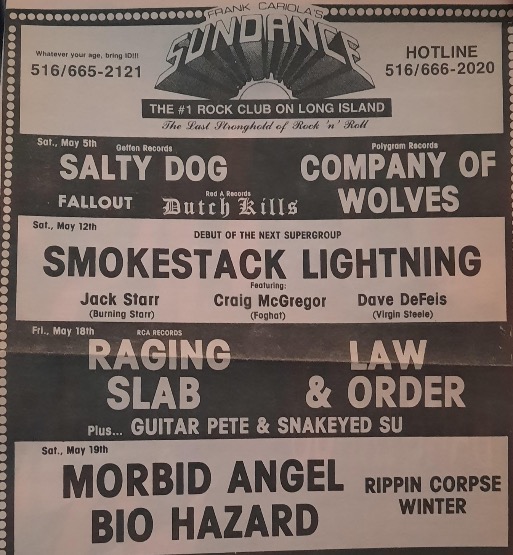 FRANK CARIOLA'S
SUNDANCE
Whatever your age, bring ID!!!
516/665-2121
HOTLINE
516/666-2020
THE #1 ROCK CLUB ON LONG ISLAND
The Last Stronghold of Rock 'n' Roll
Sat., May 5th
Geffen Records
SALTY DOG
Polygram Records
COMPANY OF
WOLVES
FALLOUT
Red A Records
Dutch Kills
Sat., May 12th
DEBUT OF THE NEXT SUPERGROUP
SMOKESTACK LIGHTNING
Featuring:
Jack Starr
(Burning Starr)
Craig McGregor
(Foghat)
Dave DeFeis
(Virgin Steele)
Fri., May 18th
RCA RECORDS
RAGING
SLAB
LAW
& ORDER
Plus... GUITAR PETE & SNAKEYED SU
Sat., May 19th
MORBID ANGEL
BIO HAZARD
RIPPIN CORPSE
WINTER